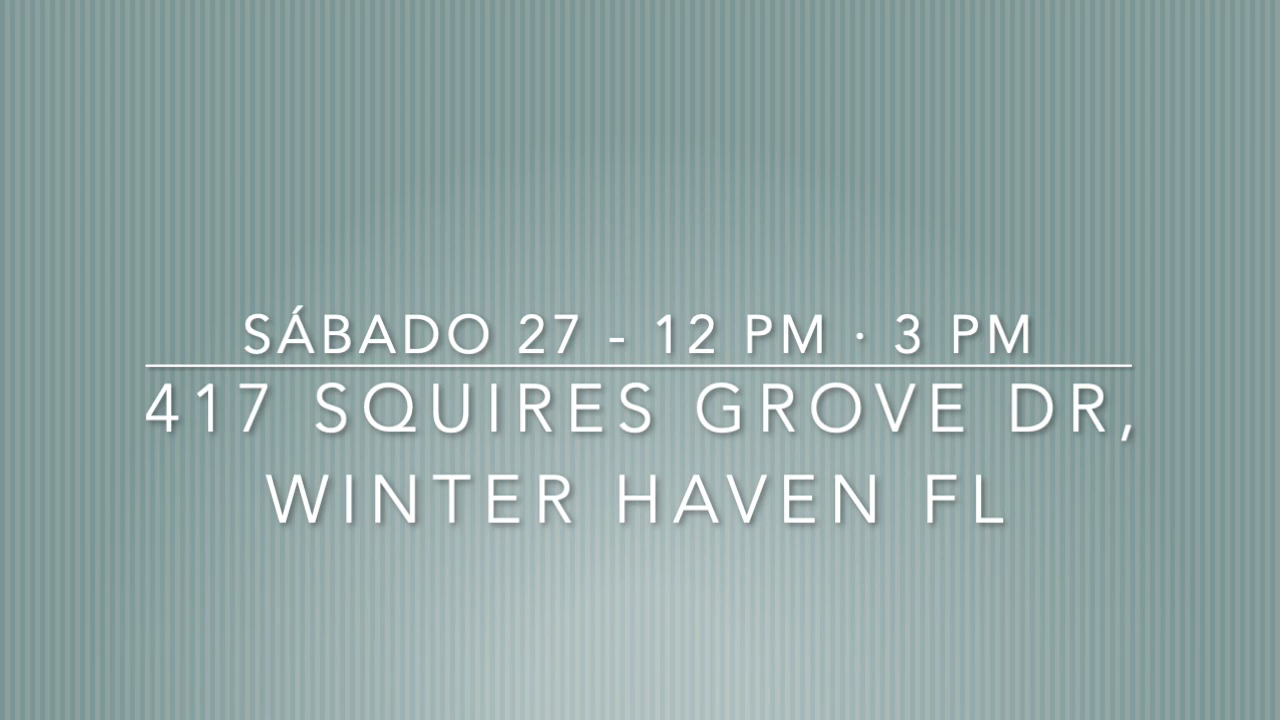 SÁBADO 27 - 12 PM · 3 PM
417 SQUIRES GROVE DR,
WINTER HAVEN FL